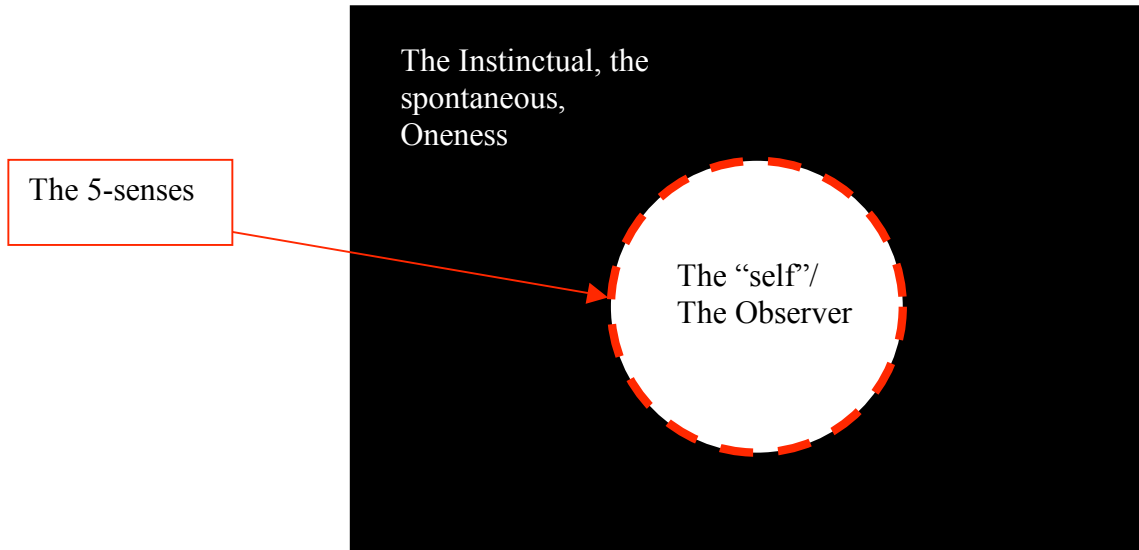 The Instinctual, the
spontaneous,
Oneness
The 5-senses
The “self”/
The Observer